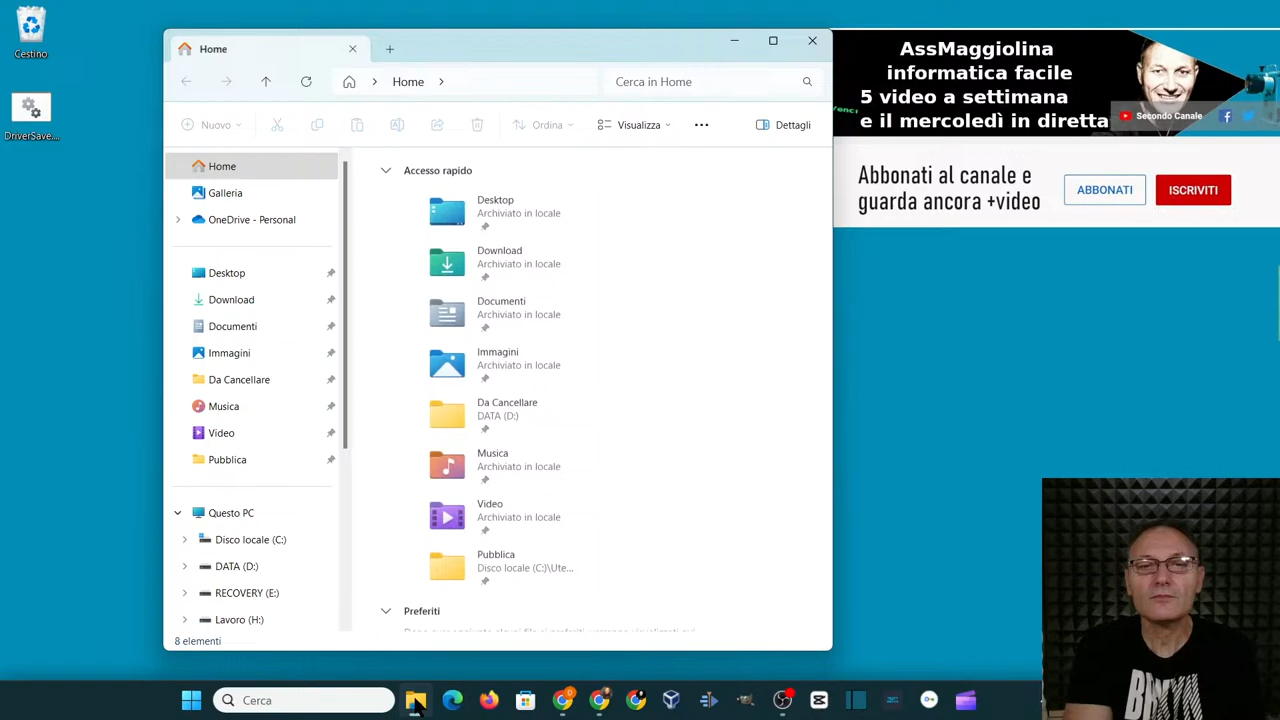 Cestino
DriverSave....
Home
Home
Cerca in Home
Nuovo
Ordina
Visualizza
Dettagli
Home
Galleria
OneDrive - Personal
Desktop
Download
Documenti
Immagini
Da Cancellare
Musica
Video
Pubblica
Questo PC
Disco locale (C:)
DATA (D:)
RECOVERY (E:)
Lavoro (H:)
Accesso rapido
Desktop
Archiviato in locale
Download
Archiviato in locale
Documenti
Archiviato in locale
Immagini
Archiviato in locale
Da Cancellare
DATA (D:)
Musica
Archiviato in locale
Video
Archiviato in locale
Pubblica
Disco locale (C:)\Ute...
Preferiti
8 elementi
AssMaggiolina
informatica facile
5 video a settimana
e il mercoledì in diretta
Secondo Canale
Abbonati al canale e
guarda ancora +video
ABBONATI
ISCRIVITI
Cerca